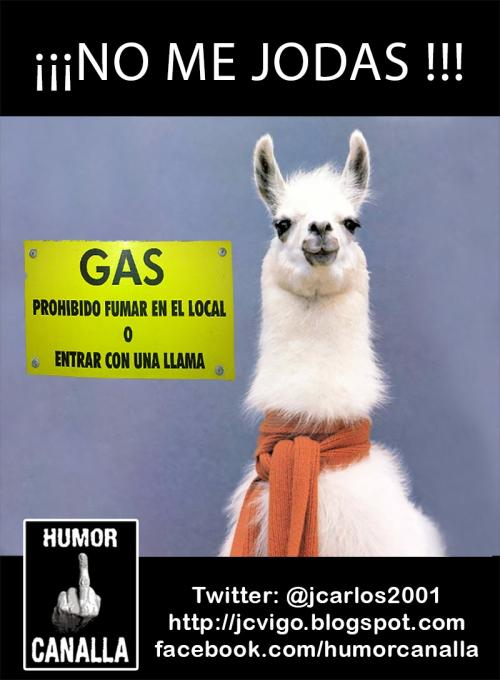 ¡¡¡NO ME JODAS !!!
GAS
PROHIBIDO FUMAR EN EL LOCAL
O
ENTRAR CON UNA LLAMA
HUMOR
CANALLA
Twitter: @jcarlos2001
http://jcvigo.blogspot.com
facebook.com/humorcanalla